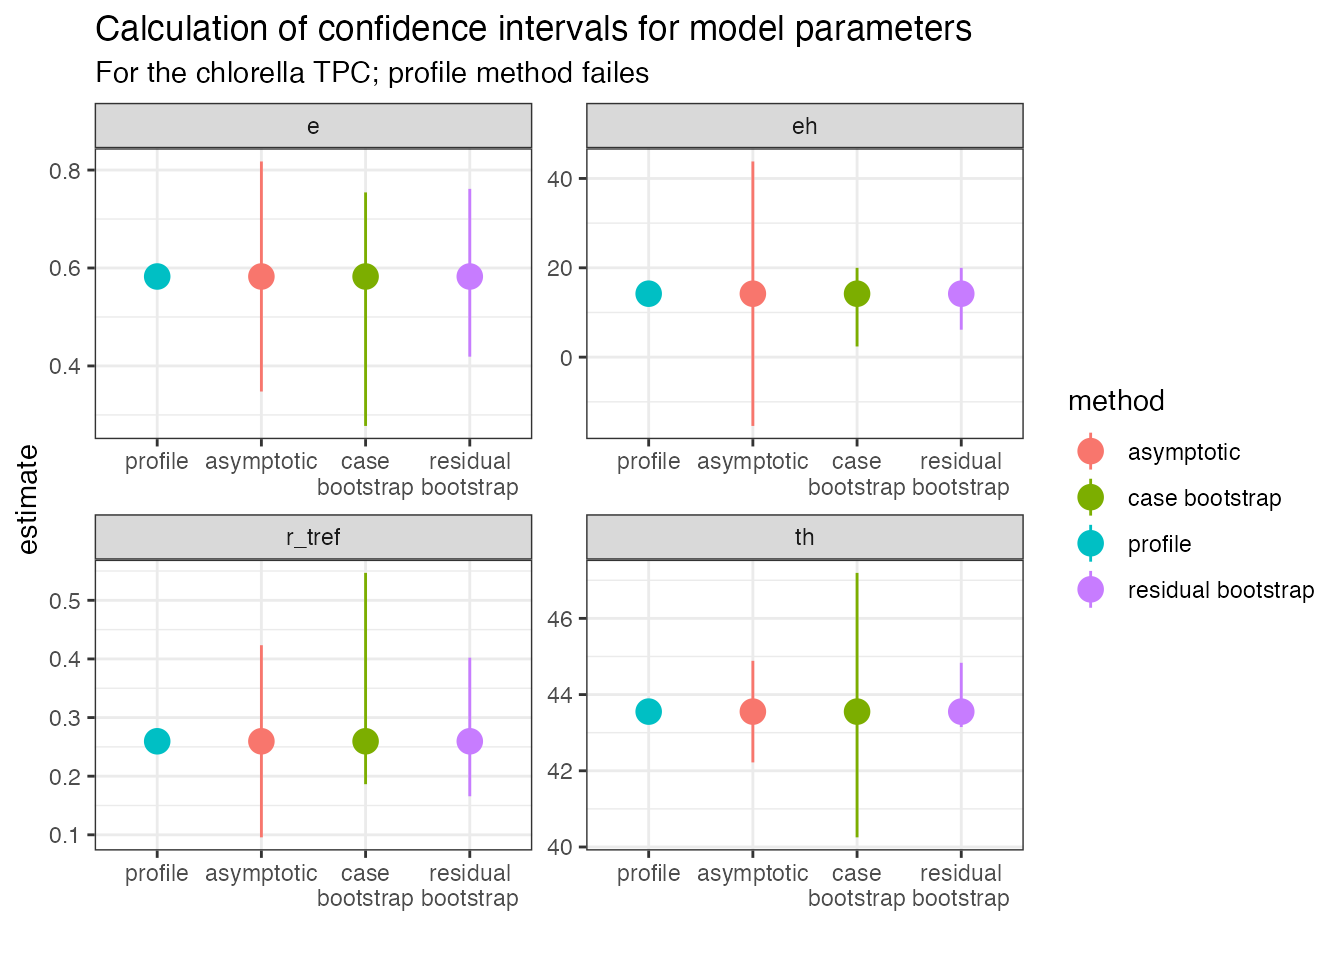 Calculation of confidence intervals for model parameters
For the chlorella TPC; profile method failes
e
0.8
0.6
0.4
profile asymptotic case bootstrap residual bootstrap
eh
40
20
0
profile asymptotic case bootstrap residual bootstrap
estimate
r_tref
0.5
0.4
0.3
0.2
0.1
profile asymptotic case bootstrap residual bootstrap
th
46
44
42
40
profile asymptotic case bootstrap residual bootstrap
method
asymptotic
case bootstrap
profile
residual bootstrap